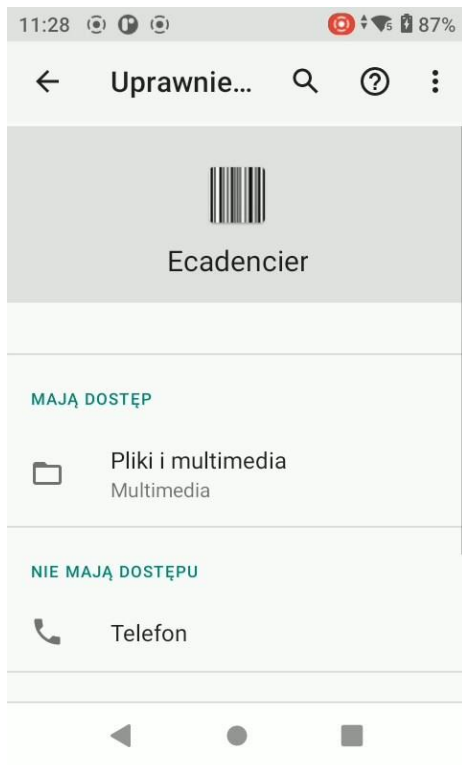 11:28 87%
Uprawnie...
Ecadencier
MAJĄ DOSTĘP
Pliki i multimedia
Multimedia
NIE MAJĄ DOSTĘPU
Telefon